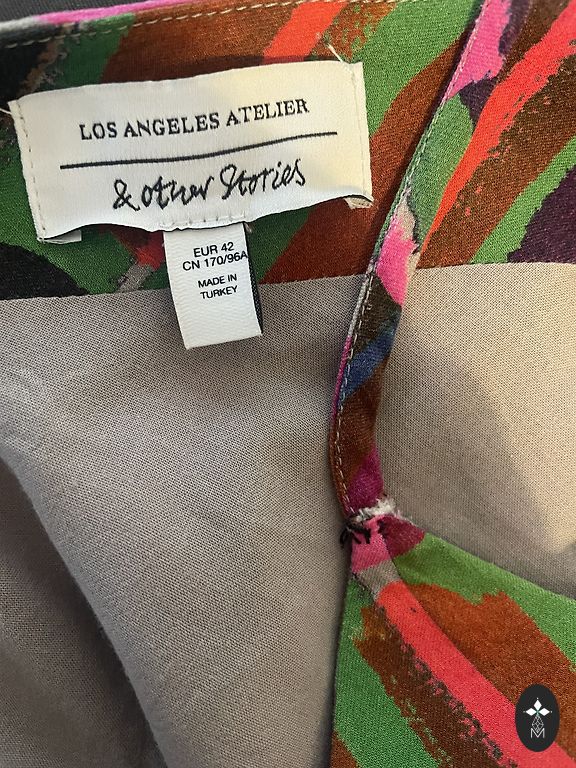 LOS ANGELES ATELIER
& other Stories
EUR 42
CN 170/96A
MADE IN
TURKEY
M